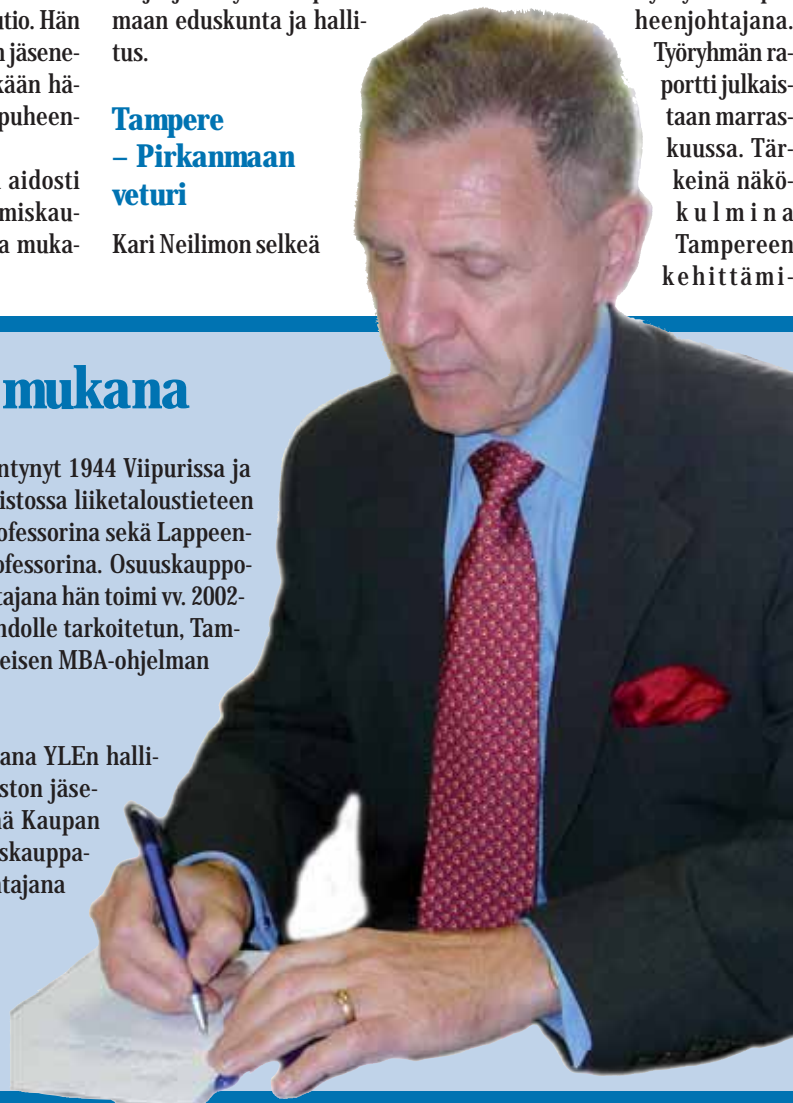 utio. Hän
jäsene-
kään hä-
puheen-
aidosti
miskau-
a muka-
maan eduskunta ja halli-
tus.
Tampere
– Pirkanmaan
veturi
Kari Neilimon selkeä
heenjohtajana.
Työryhmän ra-
portti julkais-
taan marras-
kuussa. Tär-
keinä näkö-
kulmina
Tampereen
kehittämi-
mukana
ntynyt 1944 Viipurissa ja
istossa liiketaloustieteen
ofessorina sekä Lappeen-
ofessorina. Osuuskauppo-
tajana hän toimi vv. 2002-
hdolle tarkoitetun, Tam-
eisen MBA-ohjelman
ana YLEn halli-
ston jäse-
ä Kaupan
skauppa-
tajana